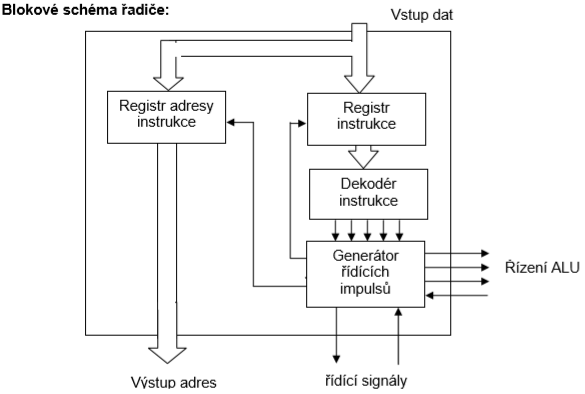 Blokové schéma řadiče:
Vstup dat
Registr adresy
instrukce
Registr
instrukce
Dekodér
instrukce
Generátor
řídících
impulsů
Řízení ALU
Výstup adres
řídící signály